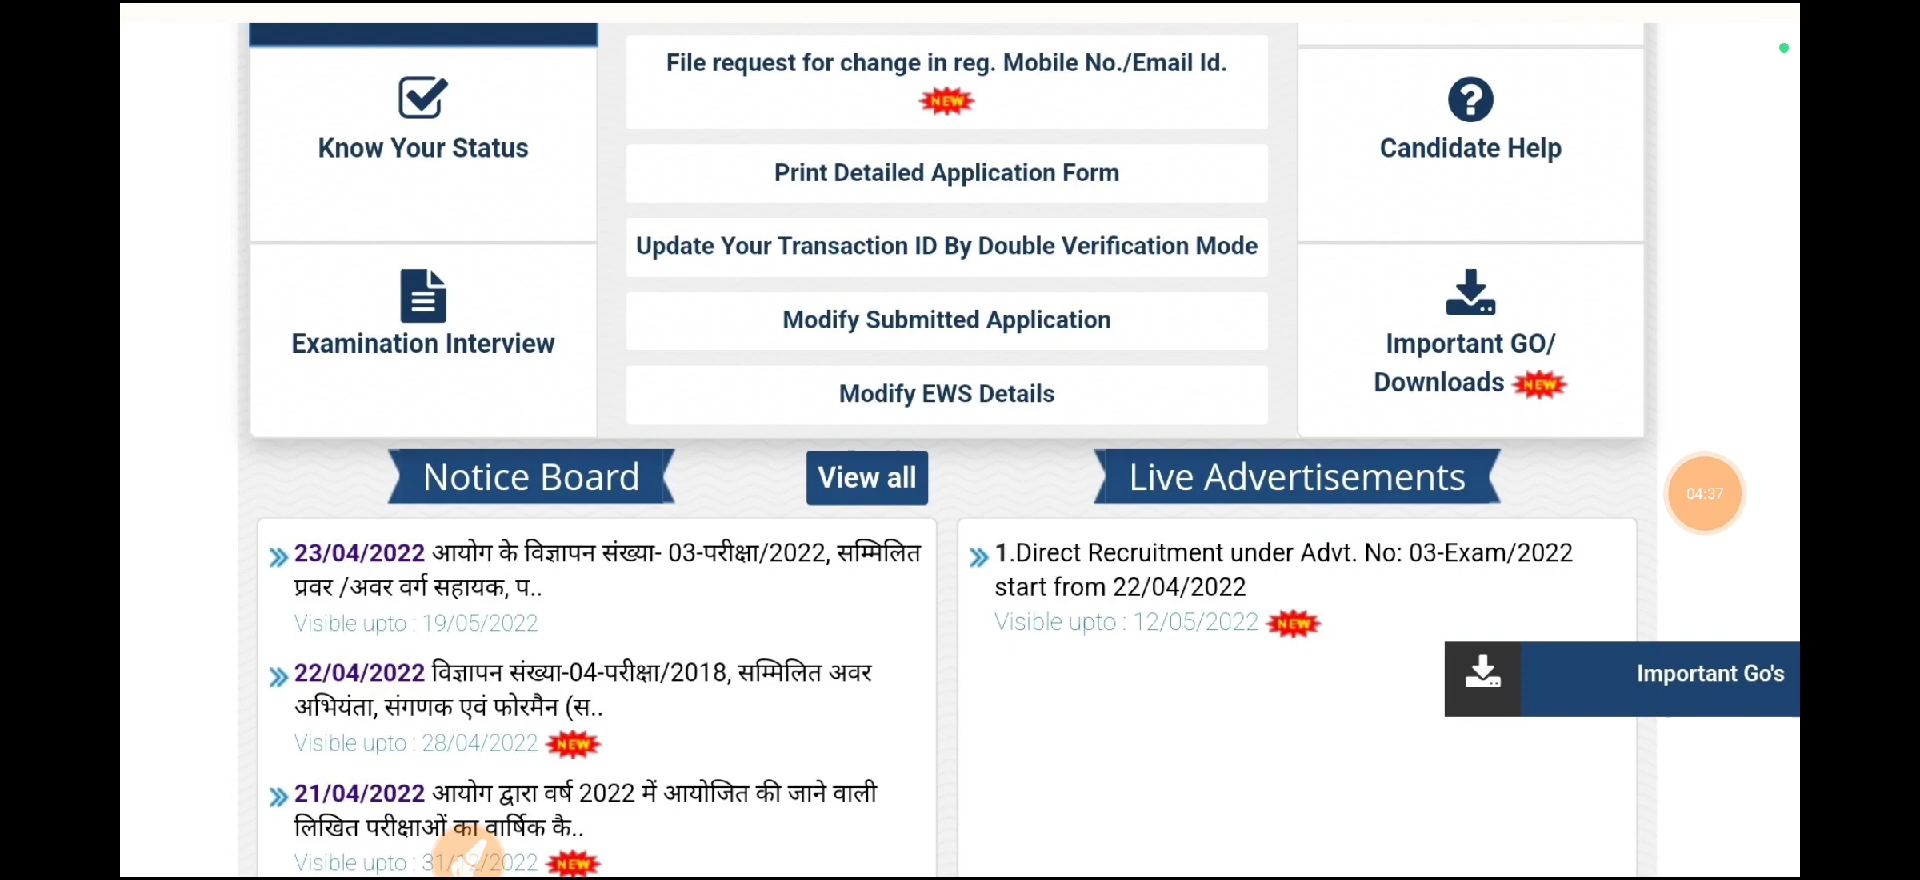 Know Your Status
Examination Interview
File request for change in reg. Mobile No./Email Id.
NEW
Print Detailed Application Form
Update Your Transaction ID By Double Verification Mode
Modify Submitted Application
Modify EWS Details
Candidate Help
Important GO/
Downloads NEW
Notice Board
View all
23/04/2022 आयोग के विज्ञापन संख्या- 03-परीक्षा/2022, सम्मिलित
प्रवर /अवर वर्ग सहायक, प..
Visible upto : 19/05/2022
22/04/2022 विज्ञापन संख्या-04-परीक्षा/2018, सम्मिलित अवर
अभियंता, संगणक एवं फोरमैन (स..
Visible upto : 28/04/2022 NEW
21/04/2022 आयोग द्वारा वर्ष 2022 में आयोजित की जाने वाली
लिखित परीक्षाओं का वार्षिक कै..
Visible upto : 31/12/2022 NEW
Live Advertisements
1.Direct Recruitment under Advt. No: 03-Exam/2022
start from 22/04/2022
Visible upto : 12/05/2022 NEW
04:37
Important Go's